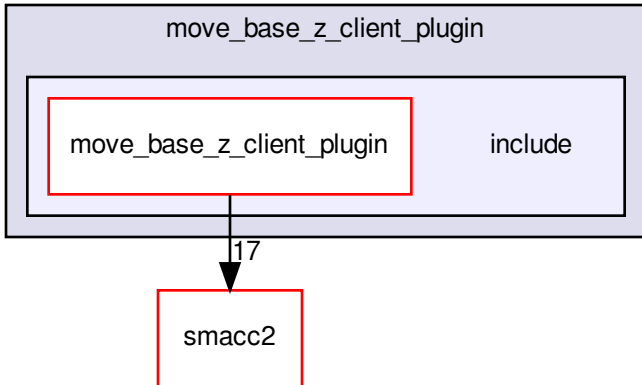 move_base_z_client_plugin
move_base_z_client_plugin include
17
smacc2